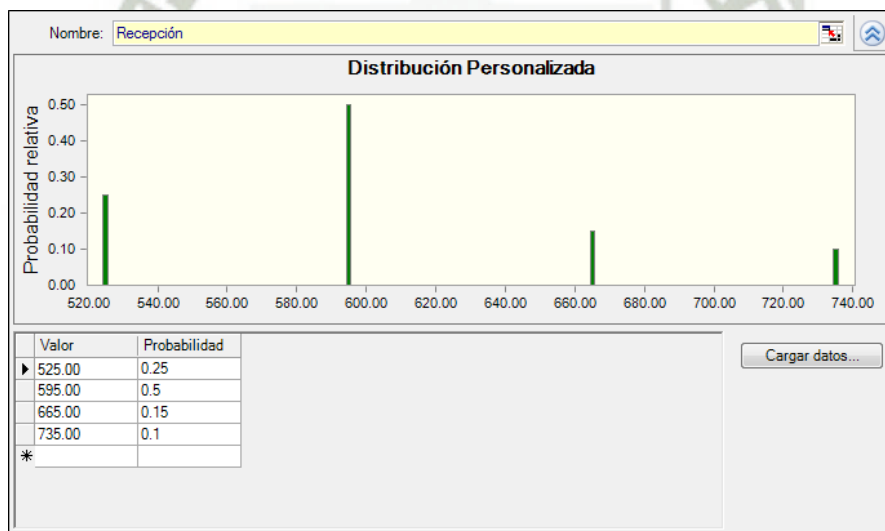 Nombre: Recepción
Distribución Personalizada
Probabilidad relativa
0.50
0.40
0.30
0.20
0.10
0.00
520.00 540.00 560.00 580.00 600.00 620.00 640.00 660.00 680.00 700.00 720.00 740.00
Valor Probabilidad
525.00 0.25
595.00 0.5
665.00 0.15
735.00 0.1
Cargar datos...